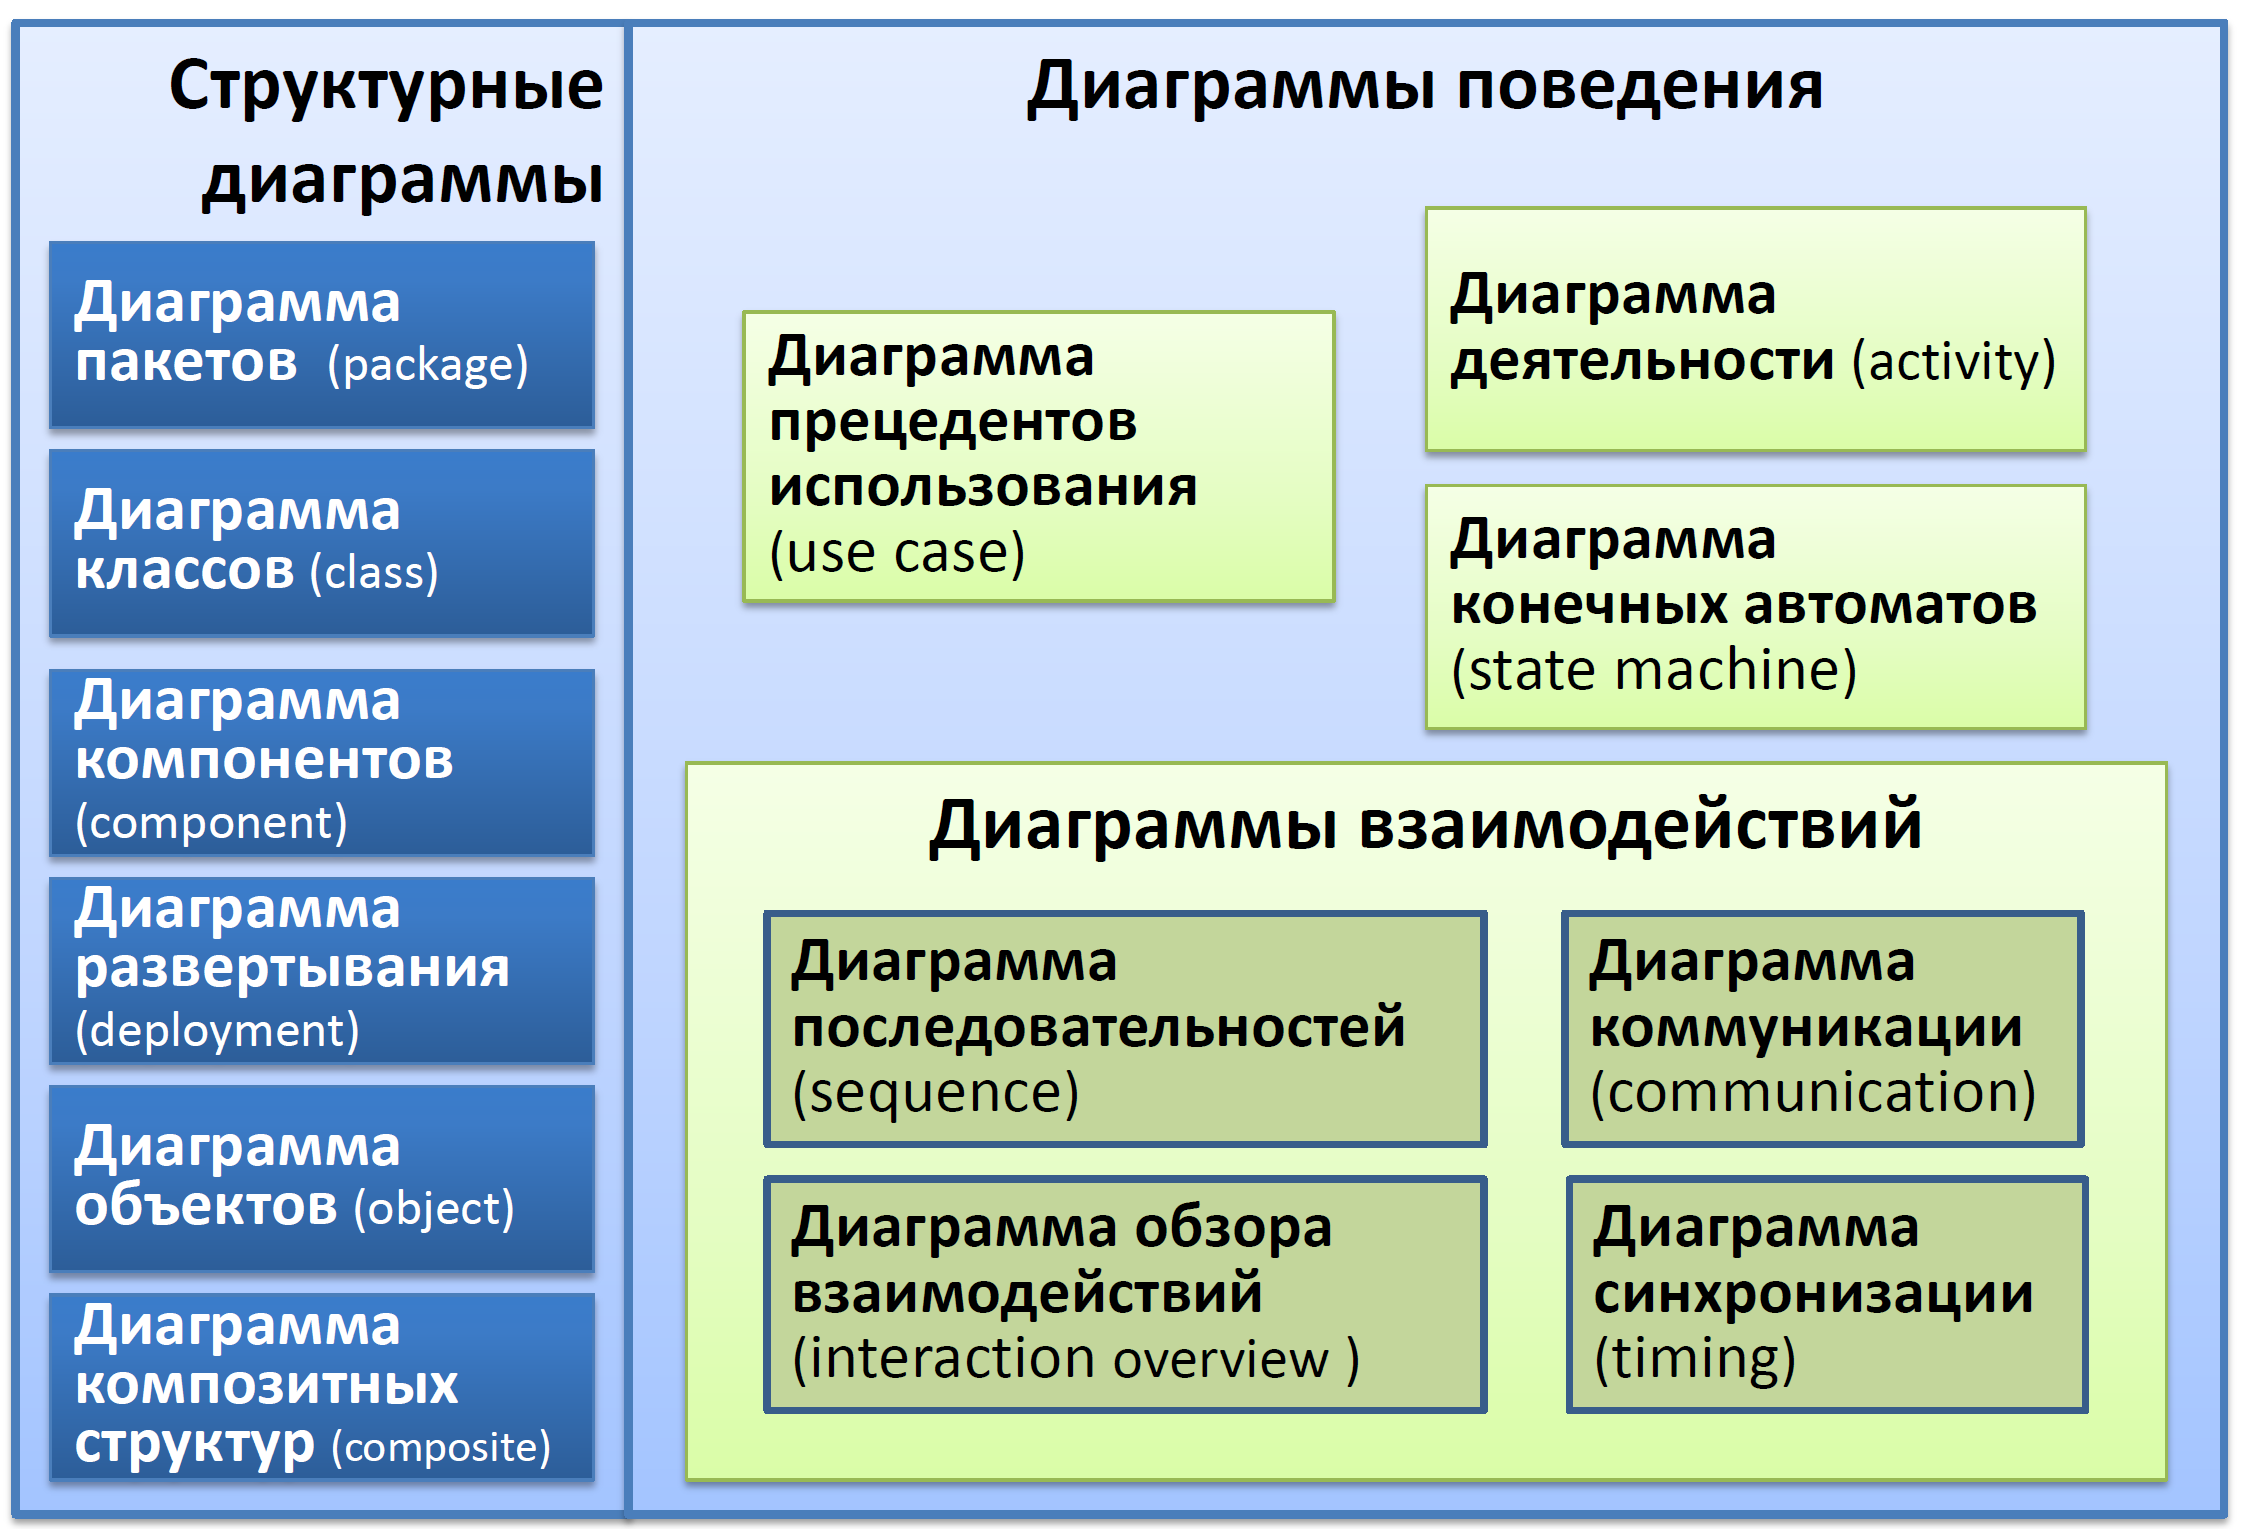 Структурные
диаграммы
Диаграмма
пакетов (package)
Диаграмма
классов (class)
Диаграмма
компонентов
(component)
Диаграмма
развертывания
(deployment)
Диаграмма
объектов (object)
Диаграмма
композитных
структур (composite)
Диаграммы поведения
Диаграмма
прецедентов
использования
(use case)
Диаграмма
деятельности (activity)
Диаграмма
конечных автоматов
(state machine)
Диаграммы взаимодействий
Диаграмма
последовательностей
(sequence)
Диаграмма
коммуникации
(communication)
Диаграмма обзора
взаимодействий
(interaction overview )
Диаграмма
синхронизации
(timing)